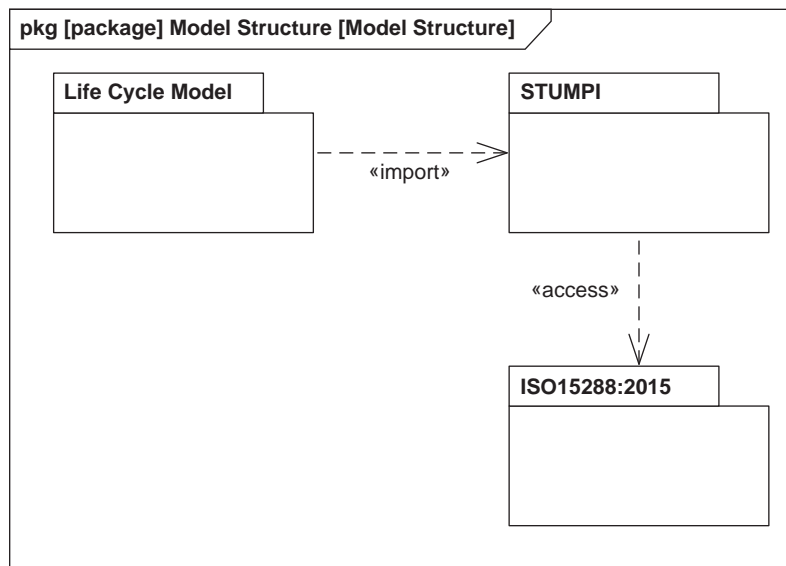 pkg [package] Model Structure [Model Structure]
Life Cycle Model
STUMPI
«import»
«access»
ISO15288:2015